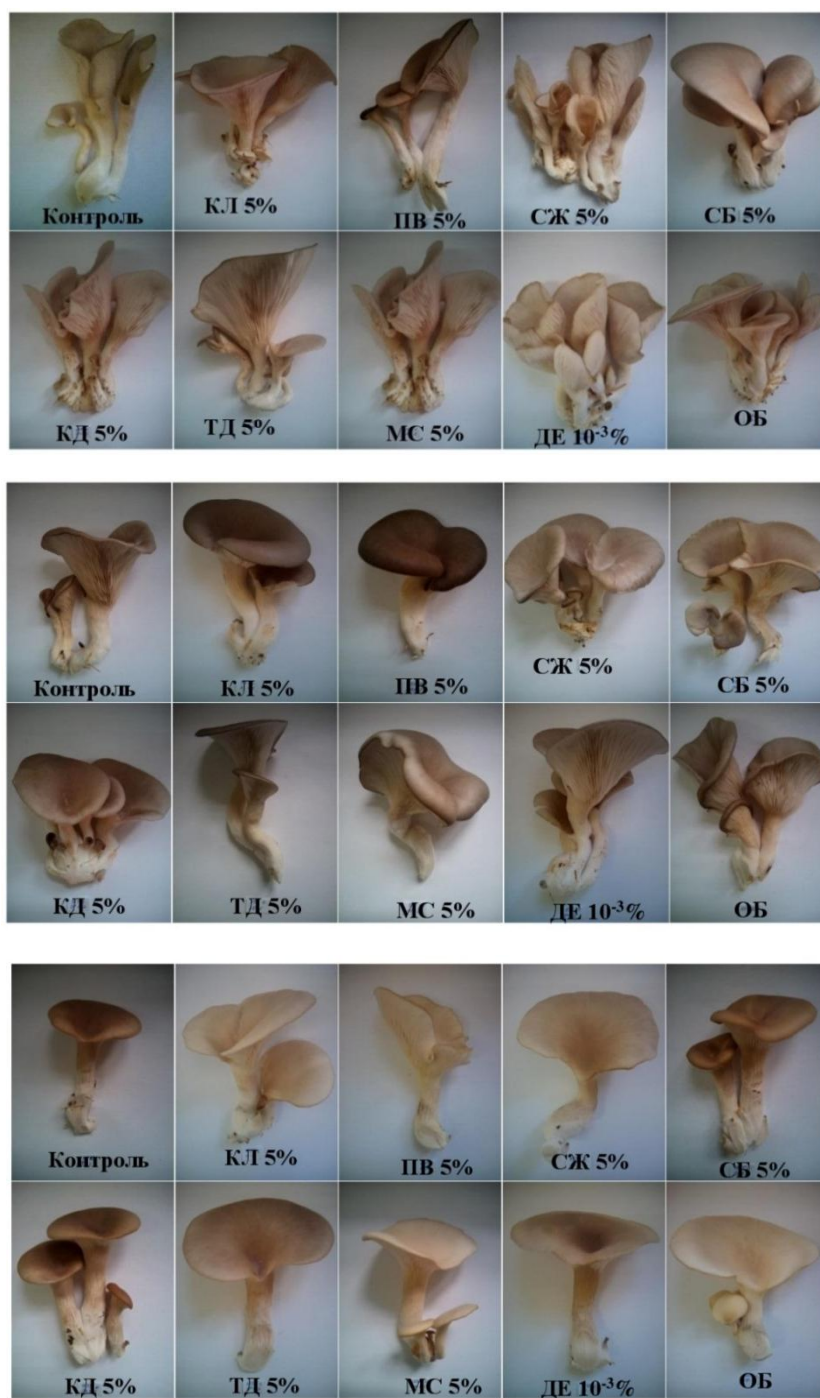 Контроль
КЛ 5%
ПВ 5%
СЖ 5%
СБ 5%
КД 5%
ТД 5%
МС 5%
ДЕ 10⁻³%
ОБ
Контроль
КЛ 5%
ПВ 5%
СЖ 5%
СБ 5%
КД 5%
ТД 5%
МС 5%
ДЕ 10⁻³%
ОБ
Контроль
КЛ 5%
ПВ 5%
СЖ 5%
СБ 5%
КД 5%
ТД 5%
МС 5%
ДЕ 10⁻³%
ОБ